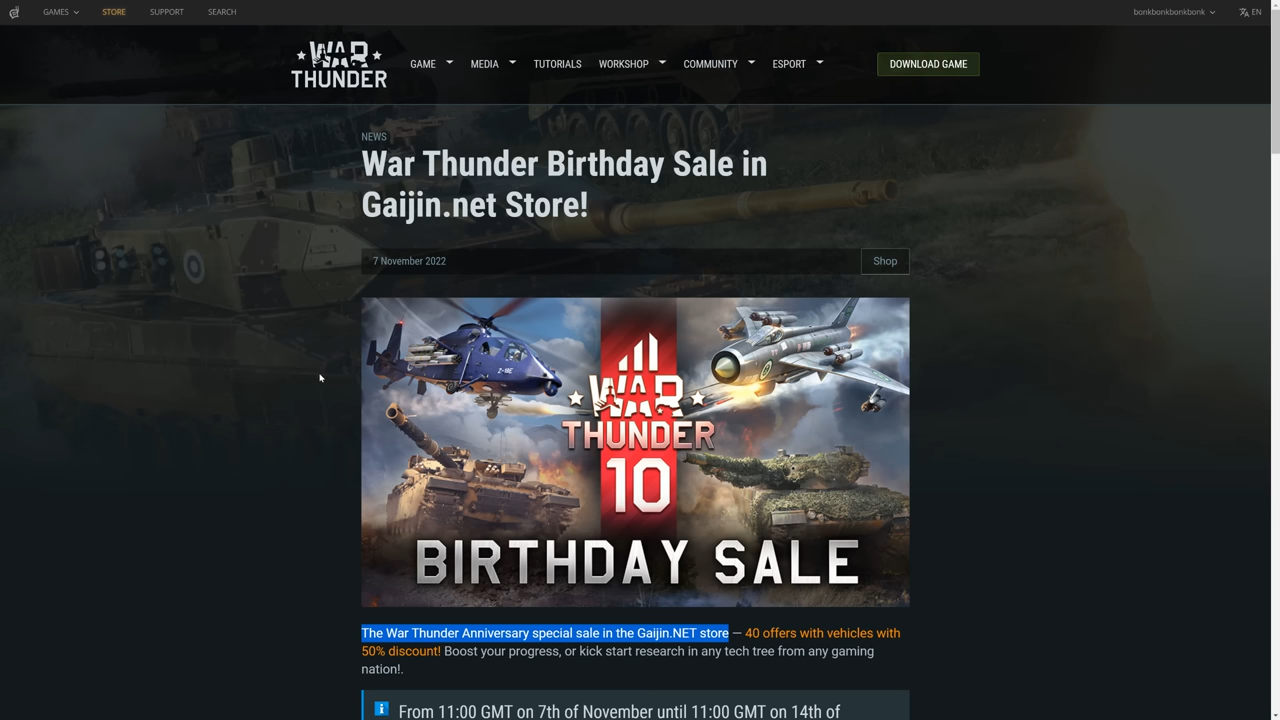 GAMES
STORE
SUPPORT
SEARCH
bonkbonkbonkbonk
EN
WAR
THUNDER
GAME
MEDIA
TUTORIALS
WORKSHOP
COMMUNITY
ESPORT
DOWNLOAD GAME
NEWS
War Thunder Birthday Sale in
Gaijin.net Store!
7 November 2022
Shop
Z-19E
WAR
THUNDER
10
BIRTHDAY SALE
The War Thunder Anniversary special sale in the Gaijin.NET store — 40 offers with vehicles with
50% discount! Boost your progress, or kick start research in any tech tree from any gaming
nation!.
From 11:00 GMT on 7th of November until 11:00 GMT on 14th of